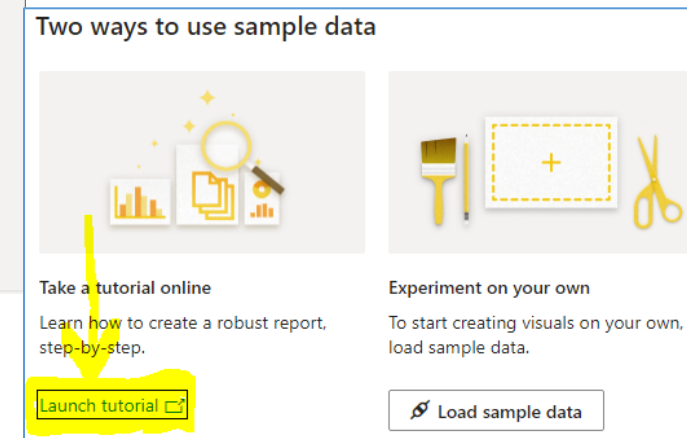 Two ways to use sample data
Take a tutorial online
Learn how to create a robust report,
step-by-step.
Launch tutorial
Experiment on your own
To start creating visuals on your own,
load sample data.
Load sample data